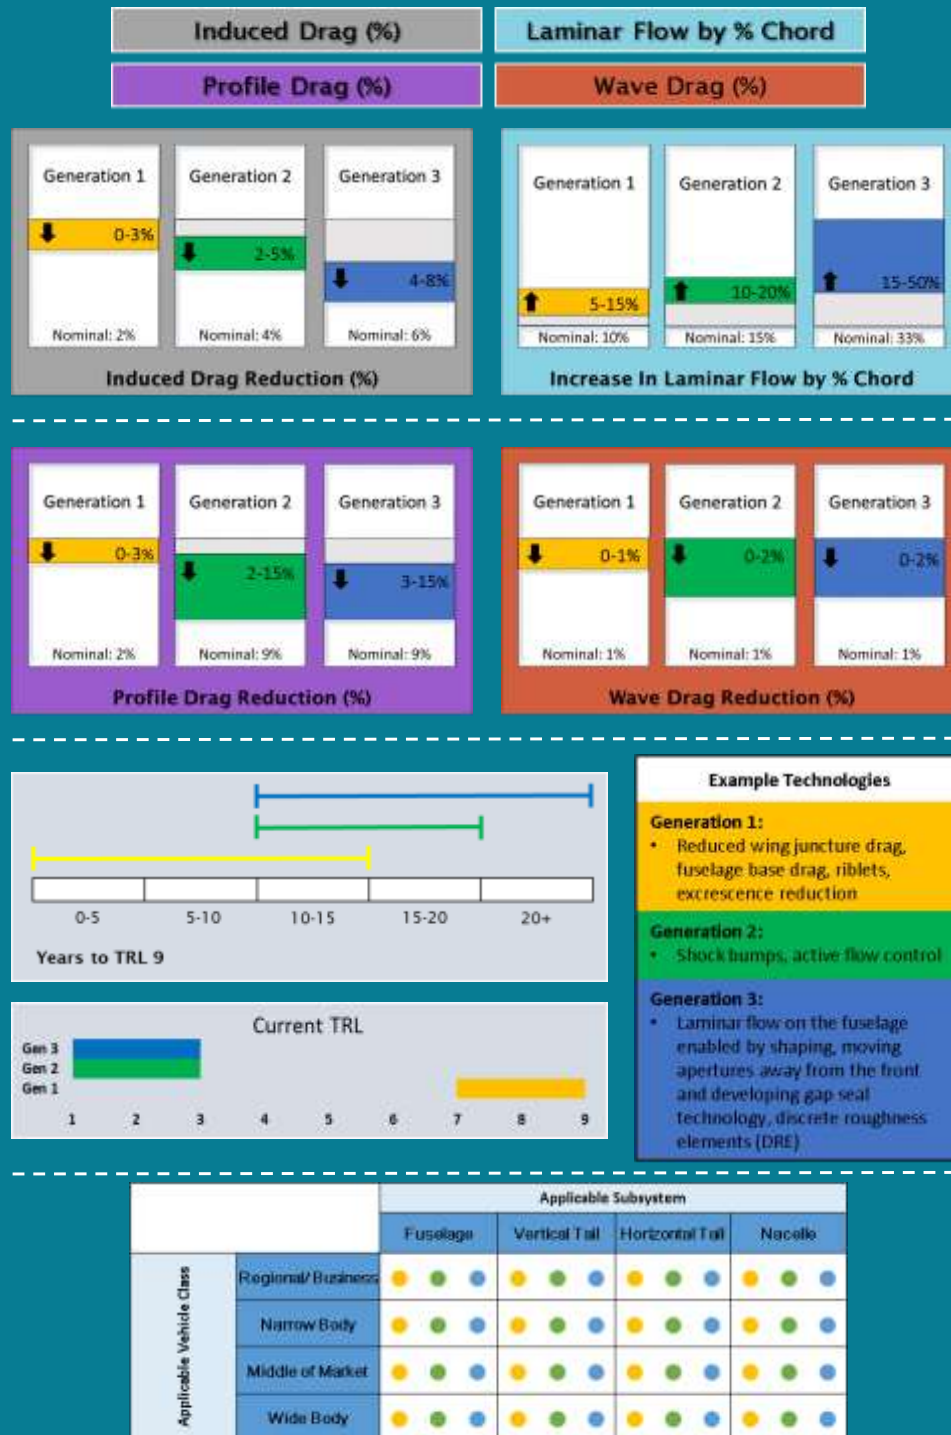 Induced Drag (%)
Laminar Flow by % Chord
Profile Drag (%)
Wave Drag (%)
Generation 1
Generation 2
Generation 3
0-3%
2-5%
4-8%
Nominal: 2%
Nominal: 4%
Nominal: 6%
Induced Drag Reduction (%)
Generation 1
Generation 2
Generation 3
5-15%
10-20%
15-50%
Nominal: 10%
Nominal: 15%
Nominal: 33%
Increase In Laminar Flow by % Chord
Generation 1
Generation 2
Generation 3
0-3%
2-15%
3-15%
Nominal: 2%
Nominal: 9%
Nominal: 9%
Profile Drag Reduction (%)
Generation 1
Generation 2
Generation 3
0-1%
0-2%
0-2%
Nominal: 1%
Nominal: 1%
Nominal: 1%
Wave Drag Reduction (%)
0-5 5-10 10-15 15-20 20+
Years to TRL 9
Current TRL
Gen 3
Gen 2
Gen 1
1 2 3 4 5 6 7 8 9
Example Technologies
Generation 1:
• Reduced wing juncture drag,
fuselage base drag, riblets,
excrescence reduction
Generation 2:
• Shock bumps, active flow control
Generation 3:
• Laminar flow on the fuselage
enabled by shaping, moving
apertures away from the front
and developing gap seal
technology, discrete roughness
elements (DRE)
Applicable Subsystem
Fuselage Vertical Tail Horizontal Tail Nacelle
Applicable Vehicle Class
Regional/ Business
Narrow Body
Middle of Market
Wide Body